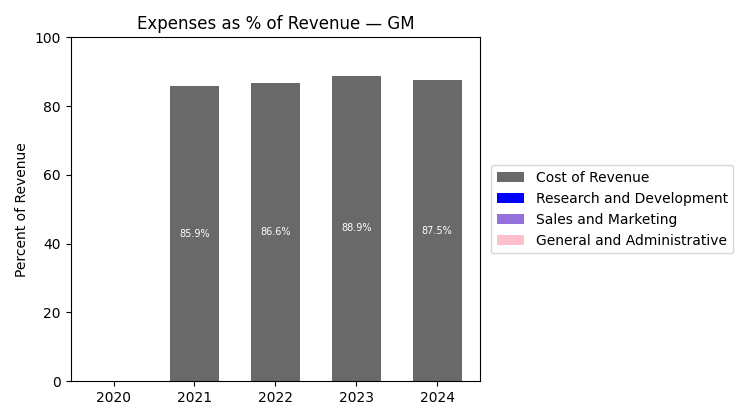 Expenses as % of Revenue — GM
Percent of Revenue
100
80
60
40
20
0
85.9%
86.6%
88.9%
87.5%
2020
2021
2022
2023
2024
Cost of Revenue
Research and Development
Sales and Marketing
General and Administrative